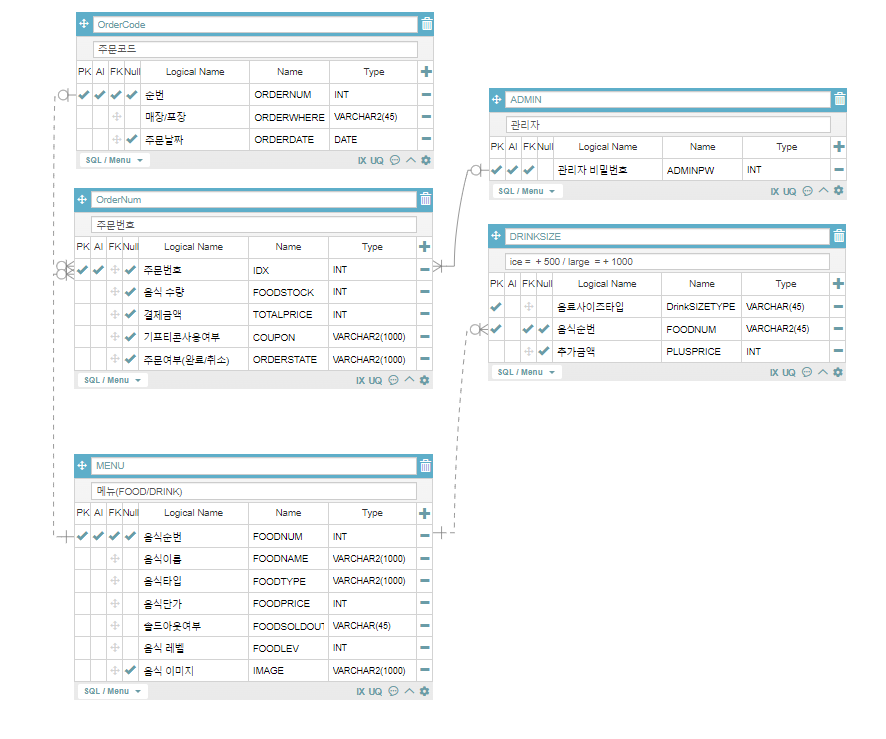 OrderCode
주문코드
PK AI FK Null Logical Name Name Type
순번 ORDERNUM INT
매장/포장 ORDERWHERE VARCHAR2(45)
주문날짜 ORDERDATE DATE
SQL / Menu IX UQ
OrderNum
주문번호
PK AI FK Null Logical Name Name Type
주문번호 IDX INT
음식 수량 FOODSTOCK INT
결제금액 TOTALPRICE INT
기프티콘사용여부 COUPON VARCHAR2(1000)
주문여부(완료/취소) ORDERSTATE VARCHAR2(1000)
SQL / Menu IX UQ
MENU
메뉴(FOOD/DRINK)
PK AI FK Null Logical Name Name Type
음식순번 FOODNUM INT
음식이름 FOODNAME VARCHAR2(1000)
음식타입 FOODTYPE VARCHAR2(1000)
음식단가 FOODPRICE INT
솔드아웃여부 FOODSOLDOUT VARCHAR(45)
음식 레벨 FOODLEV INT
음식 이미지 IMAGE VARCHAR2(1000)
SQL / Menu IX UQ
ADMIN
관리자
PK AI FK Null Logical Name Name Type
관리자 비밀번호 ADMINPW INT
SQL / Menu IX UQ
DRINKSIZE
ice = + 500 / large = + 1000
PK AI FK Null Logical Name Name Type
음료사이즈타입 DrinkSIZETYPE VARCHAR(45)
음식순번 FOODNUM VARCHAR2(45)
추가금액 PLUSPRICE INT
SQL / Menu IX UQ